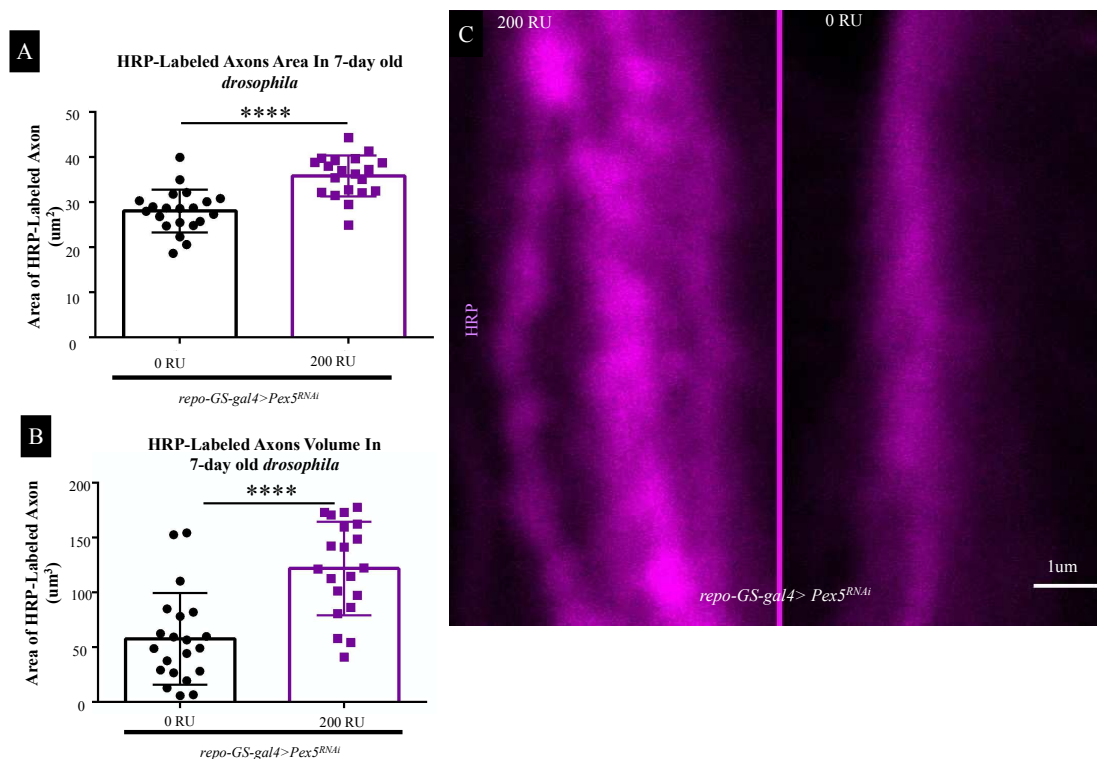 A
HRP-Labeled Axons Area In 7-day old
drosophila
****
Area of HRP-Labeled Axon
(um²)
50
40
30
20
10
0
0 RU
200 RU
repo-GS-gal4>Pex5ᴿᴺᴬⁱ
B
HRP-Labeled Axons Volume In
7-day old drosophila
****
Area of HRP-Labeled Axon
(um³)
200
150
100
50
0
0 RU
200 RU
repo-GS-gal4>Pex5ᴿᴺᴬⁱ
C
200 RU
0 RU
HRP
1um
repo-GS-gal4> Pex5ᴿᴺᴬⁱ